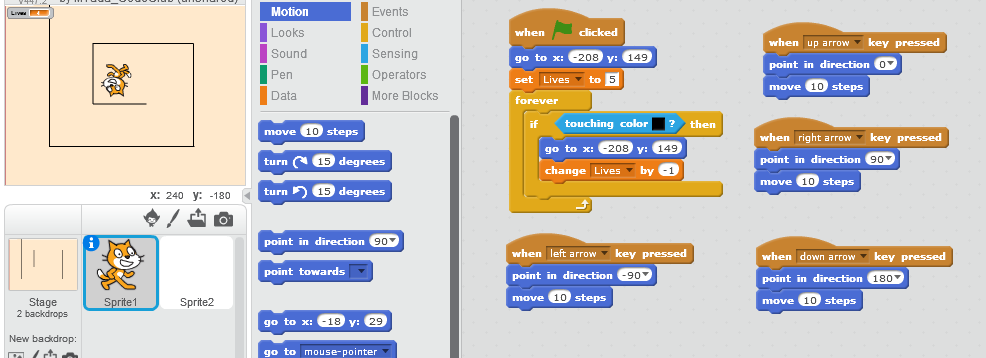 v447.2
by MYada_CodeClub (unshared)
Lives
x: 240 y: -180
Stage
2 backdrops
Sprite1
Sprite2
New backdrop:
Motion
Looks
Sound
Pen
Data
Events
Control
Sensing
Operators
More Blocks
move 10 steps
turn 15 degrees
turn 15 degrees
point in direction 90
point towards
go to x: -18 y: 29
go to mouse-pointer
when clicked
go to x: -208 y: 149
set Lives to 5
forever
if touching color ? then
go to x: -208 y: 149
change Lives by -1
when left arrow key pressed
point in direction -90
move 10 steps
when up arrow key pressed
point in direction 0
move 10 steps
when right arrow key pressed
point in direction 90
move 10 steps
when down arrow key pressed
point in direction 180
move 10 steps